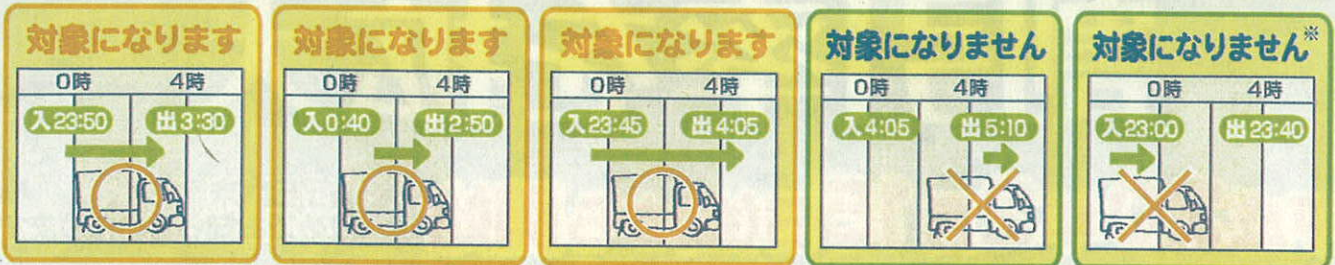 対象になります
0時 4時
入23:50 出3:30
対象になります
0時 4時
入0:40 出2:50
対象になります
0時 4時
入23:45 出4:05
対象になりません
0時 4時
入4:05 出5:10
対象になりません※
0時 4時
入23:00 出23:40